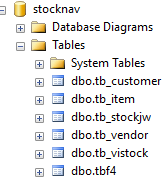 stocknav
Database Diagrams
Tables
System Tables
dbo.tb_customer
dbo.tb_item
dbo.tb_stockjw
dbo.tb_vendor
dbo.tb_vistock
dbo.tbf4